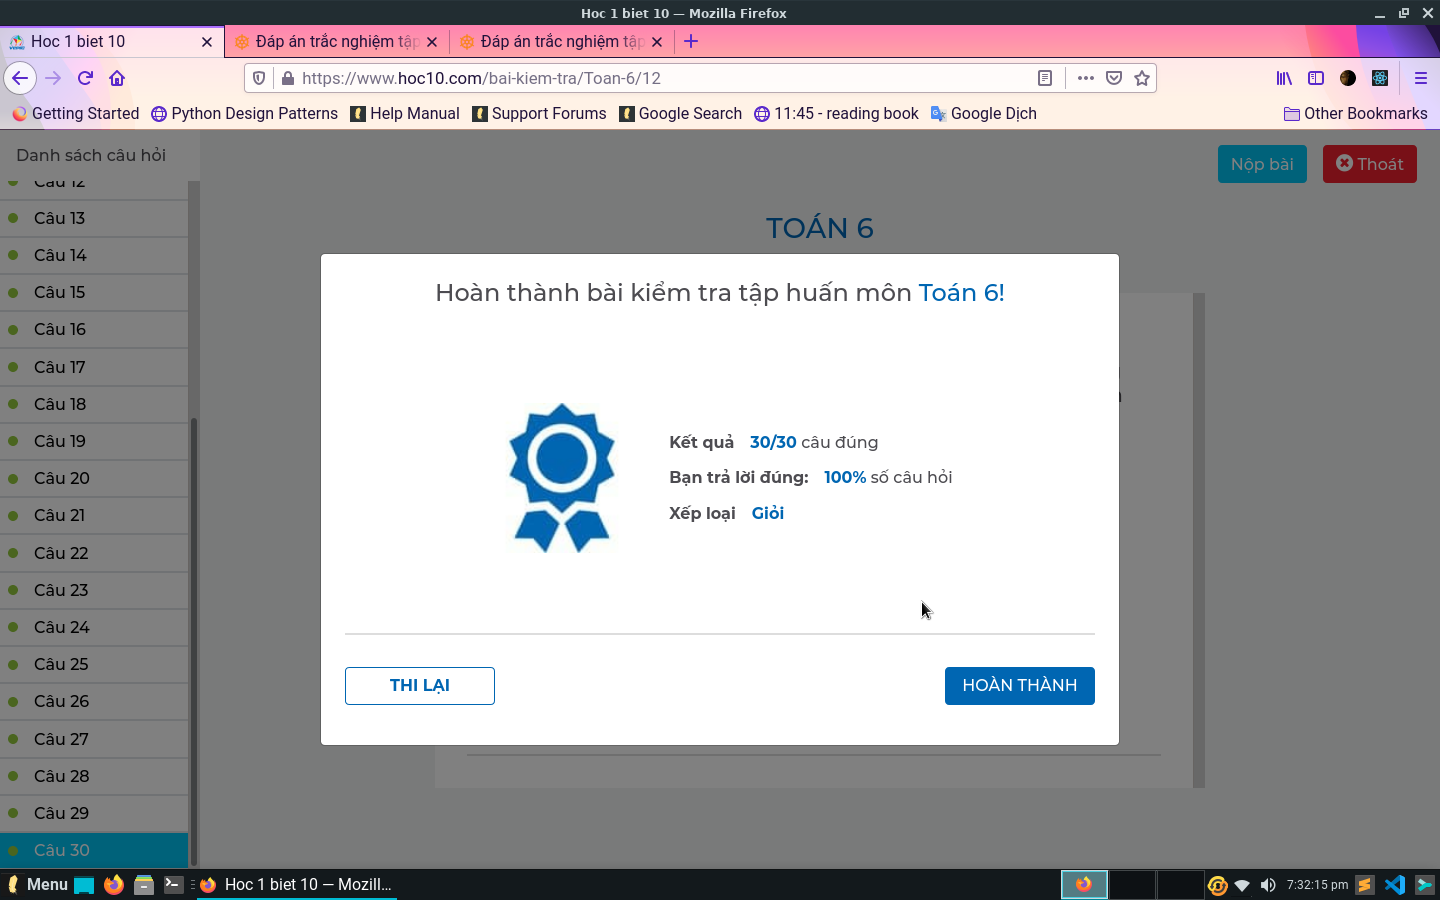 Hoc 1 biet 10 — Mozilla Firefox
Hoc 1 biet 10
Đáp án trắc nghiệm tập
Đáp án trắc nghiệm tập
https://www.hoc10.com/bai-kiem-tra/Toan-6/12
Getting Started
Python Design Patterns
Help Manual
Support Forums
Google Search
11:45 - reading book
Google Dịch
Other Bookmarks
Danh sách câu hỏi
Nộp bài
Thoát
Câu 12
Câu 13
Câu 14
Câu 15
Câu 16
Câu 17
Câu 18
Câu 19
Câu 20
Câu 21
Câu 22
Câu 23
Câu 24
Câu 25
Câu 26
Câu 27
Câu 28
Câu 29
Câu 30
TOÁN 6
Hoàn thành bài kiểm tra tập huấn môn Toán 6!
Kết quả 30/30 câu đúng
Bạn trả lời đúng: 100% số câu hỏi
Xếp loại Giỏi
THI LẠI
HOÀN THÀNH
Menu
Hoc 1 biet 10 — Mozill...
7:32:15 pm